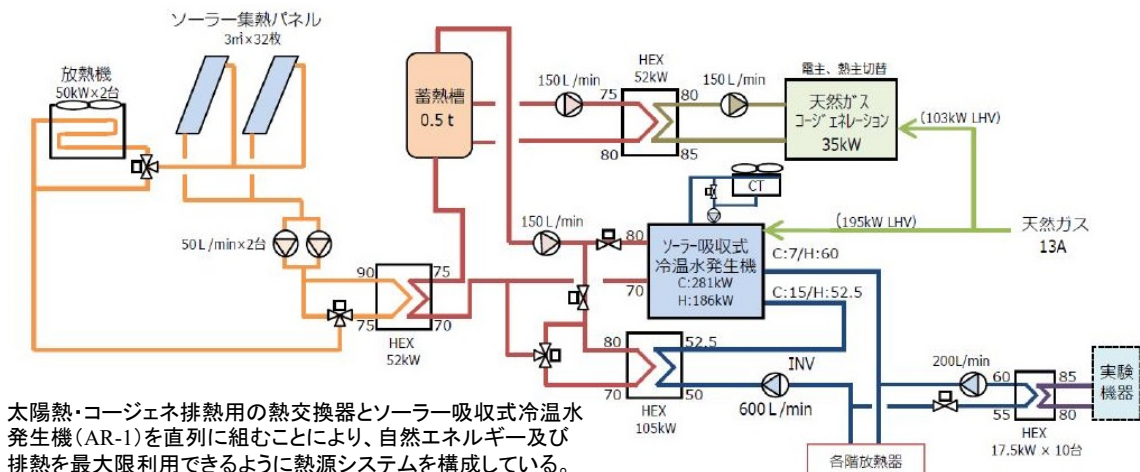 ソーラー集熱パネル
3㎡×32枚
放熱機
50kW×2台
50L/min×2台
90
75
75
70
HEX
52kW
蓄熱槽
0.5t
150L/min
75
80
HEX
52kW
80
85
150L/min
電主、熱主切替
天然ガス
コージェネレーション
35kW
(103kW LHV)
CT
(195kW LHV)
天然ガス
13A
150L/min
80
70
ソーラー吸収式
冷温水発生機
C:281kW
H:186kW
C:7/H:60
C:15/H:52.5
80
70
52.5
50
HEX
105kW
INV
600L/min
200L/min
60
55
85
80
HEX
17.5kW×10台
実験
機器
各階放熱器
太陽熱・コージェネ排熱用の熱交換器とソーラー吸収式冷温水
発生機(AR-1)を直列に組むことにより、自然エネルギー及び
排熱を最大限利用できるように熱源システムを構成している。